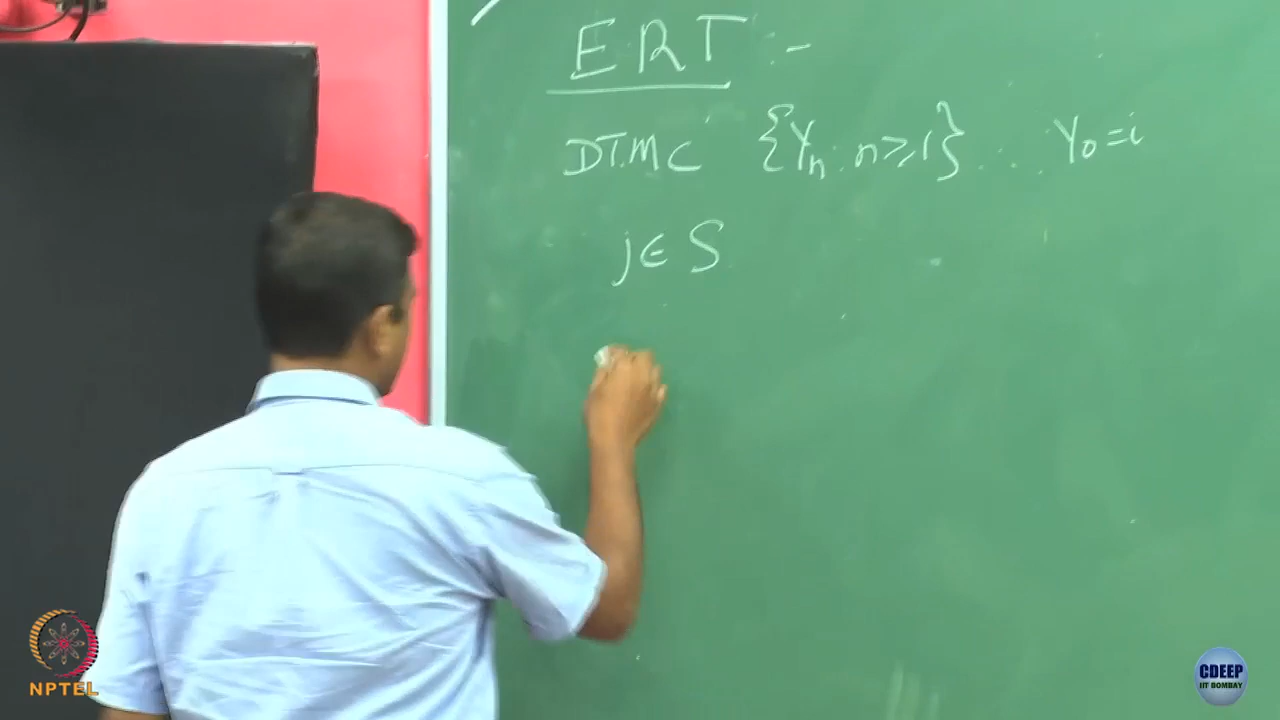 ERT :-
DTMC {Yₙ : n ≥ 1} ... Y₀ = i
j ∈ S
NPTEL
CDEEP
IIT BOMBAY